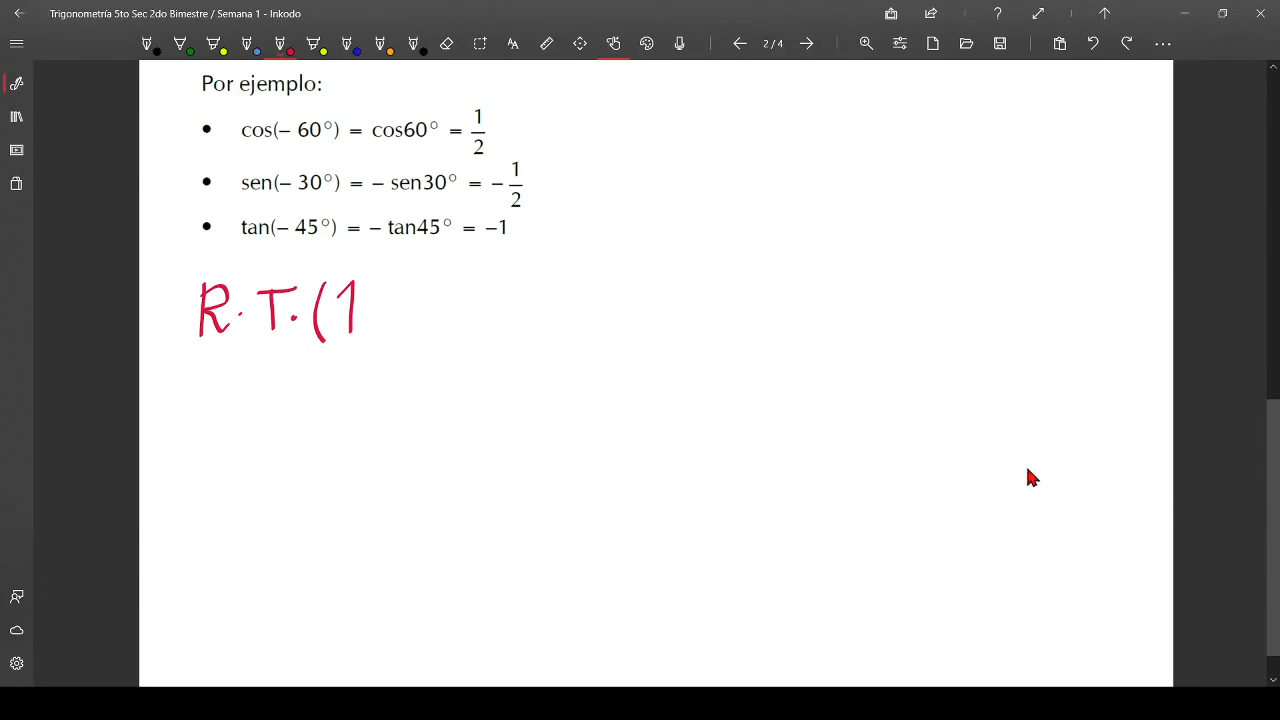 Trigonometría 5to Sec 2do Bimestre / Semana 1 - Inkodo
2/4
Por ejemplo:
• cos(– 60°) = cos60° = 1/2
• sen(– 30°) = – sen30° = – 1/2
• tan(– 45°) = – tan45° = –1
R.T.(1